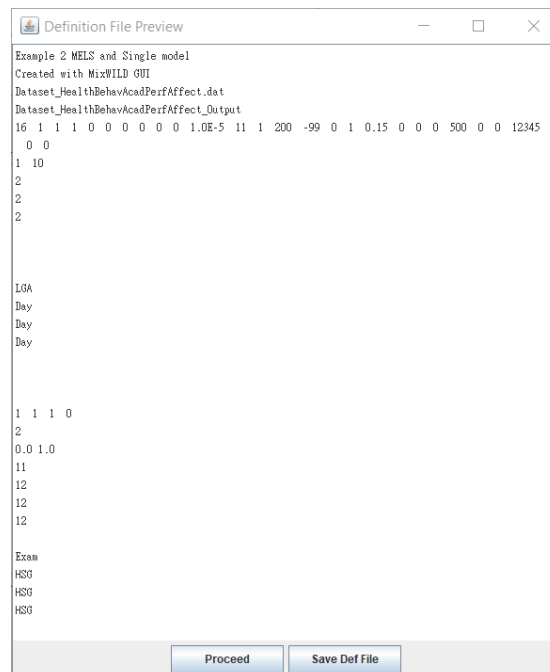 Definition File Preview
Example 2 MELS and Single model
Created with MixWILD GUI
Dataset_HealthBehavAcadPerfAffect.dat
Dataset_HealthBehavAcadPerfAffect_Output
16 1 1 1 0 0 0 0 0 0 1.0E-5 11 1 200 -99 0 1 0.15 0 0 0 500 0 0 12345
0 0
1 10
2
2
2
LGA
Day
Day
Day
1 1 1 0
2
0.0 1.0
11
12
12
12
Exam
HSG
HSG
HSG
Proceed
Save Def File